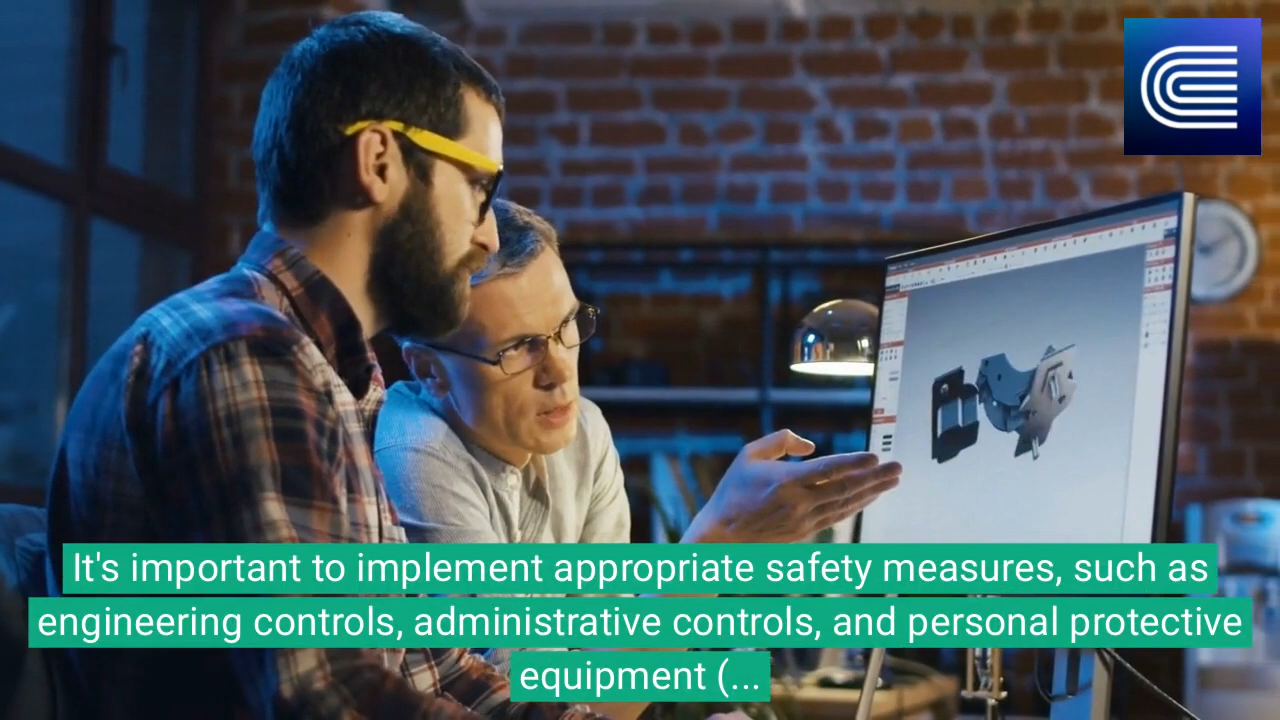 It's important to implement appropriate safety measures, such as
engineering controls, administrative controls, and personal protective
equipment (...